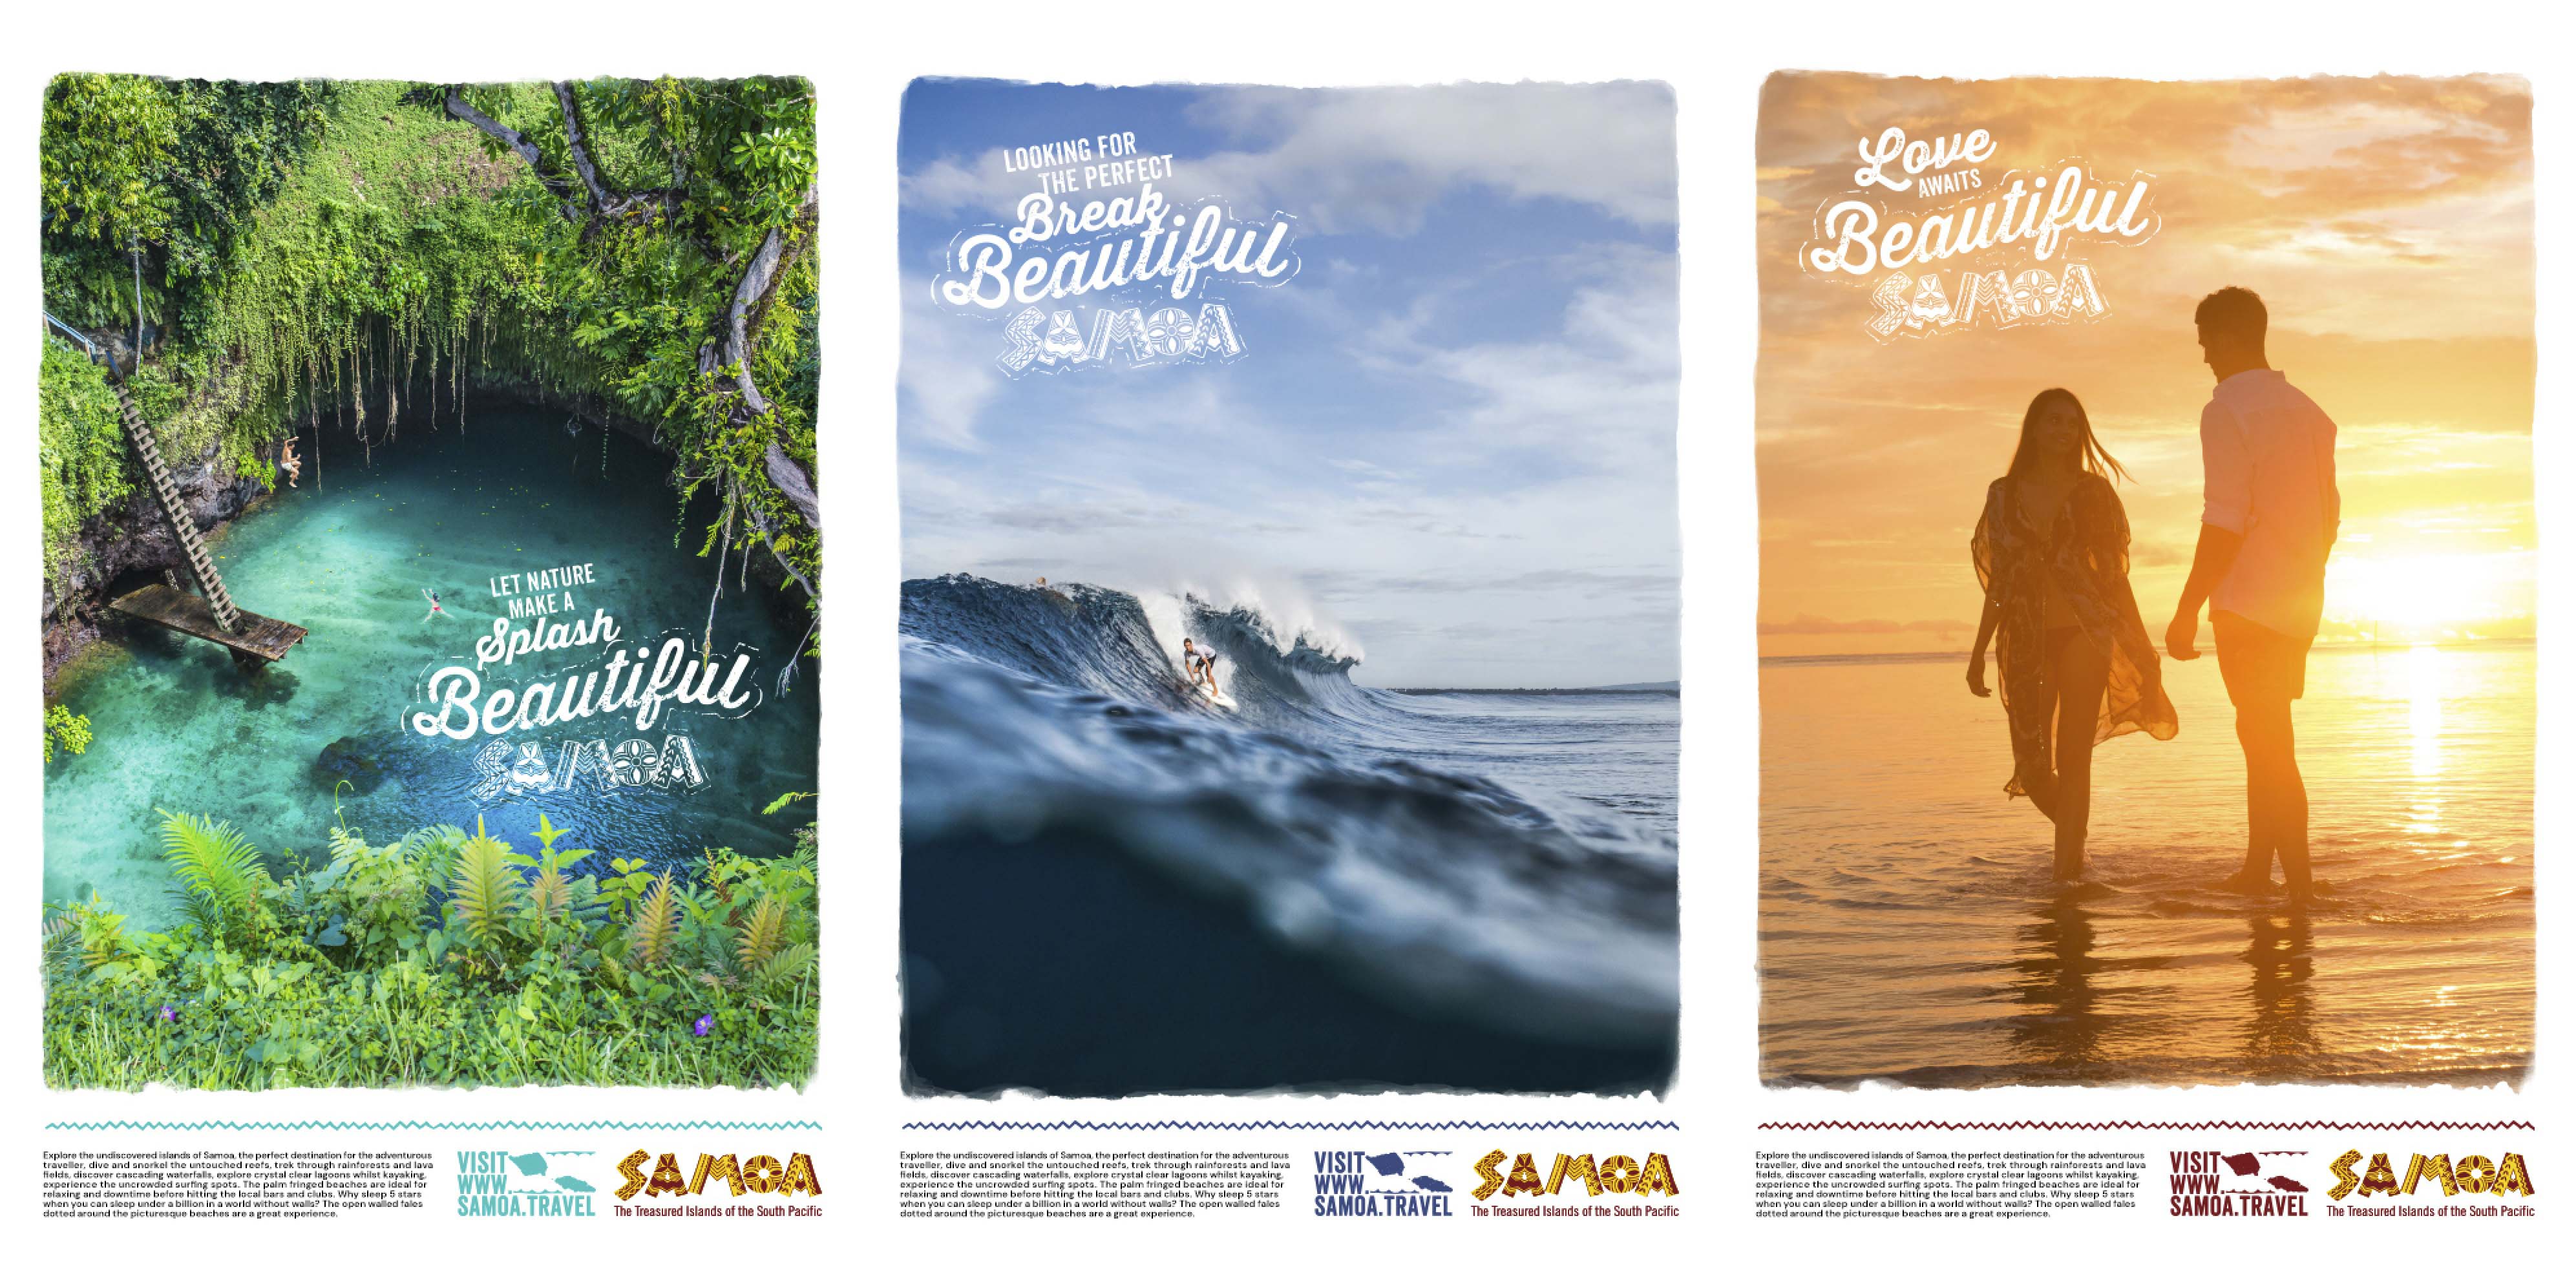 LET NATURE
MAKE A
Splash
Beautiful
SAMOA
Explore the undiscovered islands of Samoa, the perfect destination for the adventurous
traveller, dive and snorkel the untouched reefs, trek through rainforests and lava
fields, discover cascading waterfalls, explore crystal clear lagoons whilst kayaking,
experience the uncrowded surfing spots. The palm fringed beaches are ideal for
relaxing and downtime before hitting the local bars and clubs. Why sleep 5 stars
when you can sleep under a billion in a world without walls? The open walled fales
dotted around the picturesque beaches are a great experience.
VISIT
WWW.
SAMOA.TRAVEL
SAMOA
The Treasured Islands of the South Pacific
LOOKING FOR
THE PERFECT
Break
Beautiful
SAMOA
Explore the undiscovered islands of Samoa, the perfect destination for the adventurous
traveller, dive and snorkel the untouched reefs, trek through rainforests and lava
fields, discover cascading waterfalls, explore crystal clear lagoons whilst kayaking,
experience the uncrowded surfing spots. The palm fringed beaches are ideal for
relaxing and downtime before hitting the local bars and clubs. Why sleep 5 stars
when you can sleep under a billion in a world without walls? The open walled fales
dotted around the picturesque beaches are a great experience.
VISIT
WWW.
SAMOA.TRAVEL
SAMOA
The Treasured Islands of the South Pacific
Love
AWAITS
Beautiful
SAMOA
Explore the undiscovered islands of Samoa, the perfect destination for the adventurous
traveller, dive and snorkel the untouched reefs, trek through rainforests and lava
fields, discover cascading waterfalls, explore crystal clear lagoons whilst kayaking,
experience the uncrowded surfing spots. The palm fringed beaches are ideal for
relaxing and downtime before hitting the local bars and clubs. Why sleep 5 stars
when you can sleep under a billion in a world without walls? The open walled fales
dotted around the picturesque beaches are a great experience.
VISIT
WWW.
SAMOA.TRAVEL
SAMOA
The Treasured Islands of the South Pacific